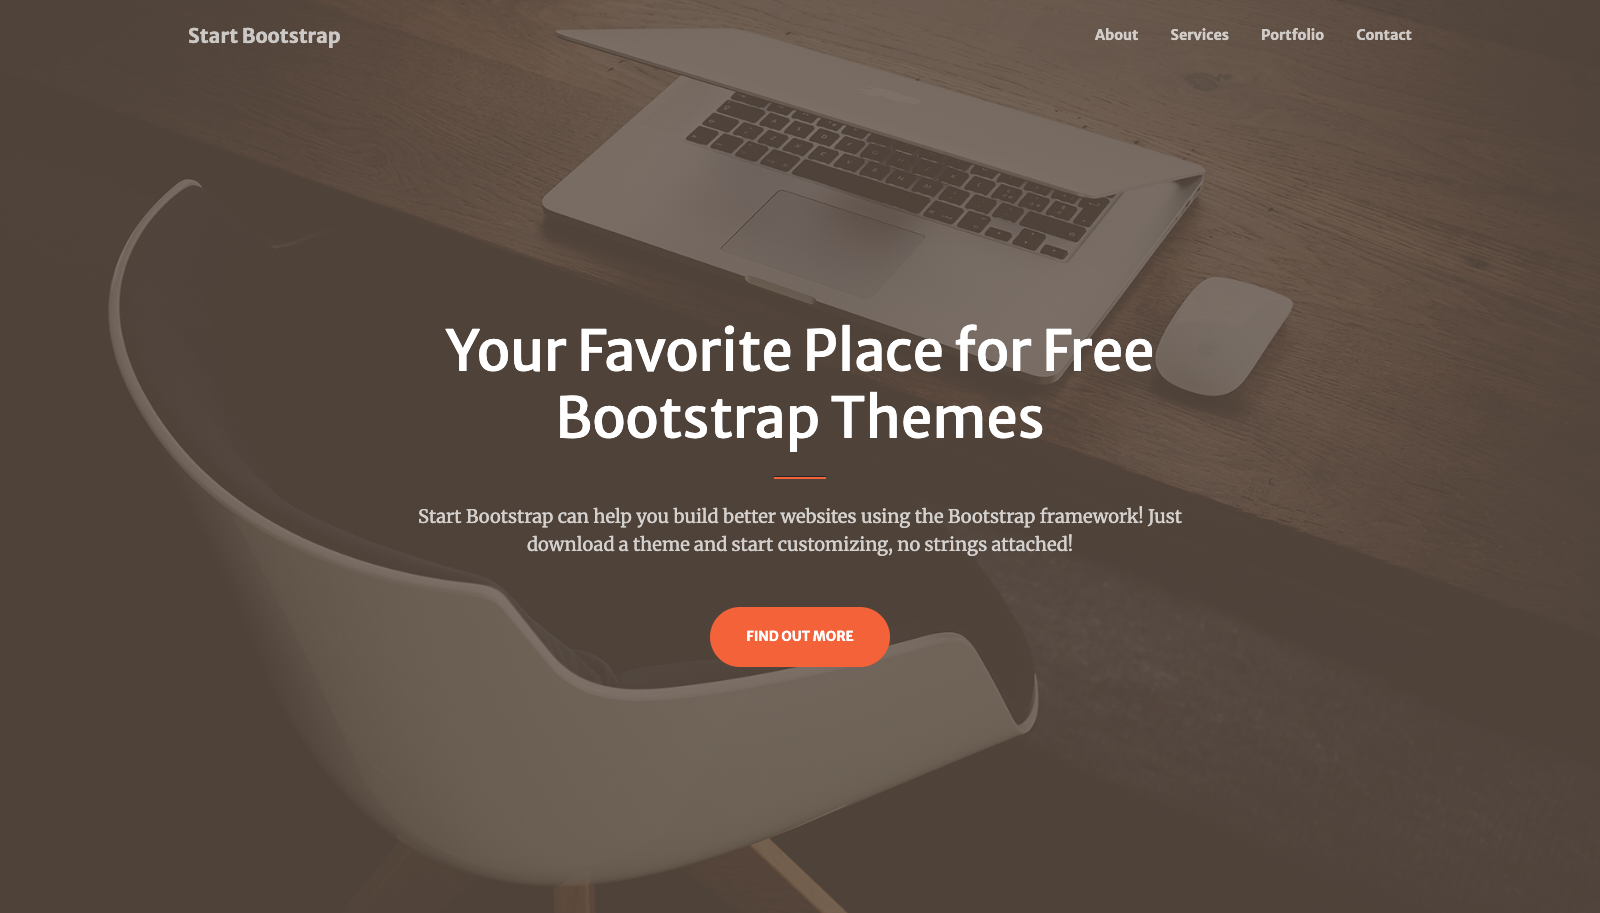 Start Bootstrap
About
Services
Portfolio
Contact
Your Favorite Place for Free
Bootstrap Themes
Start Bootstrap can help you build better websites using the Bootstrap framework! Just
download a theme and start customizing, no strings attached!
FIND OUT MORE